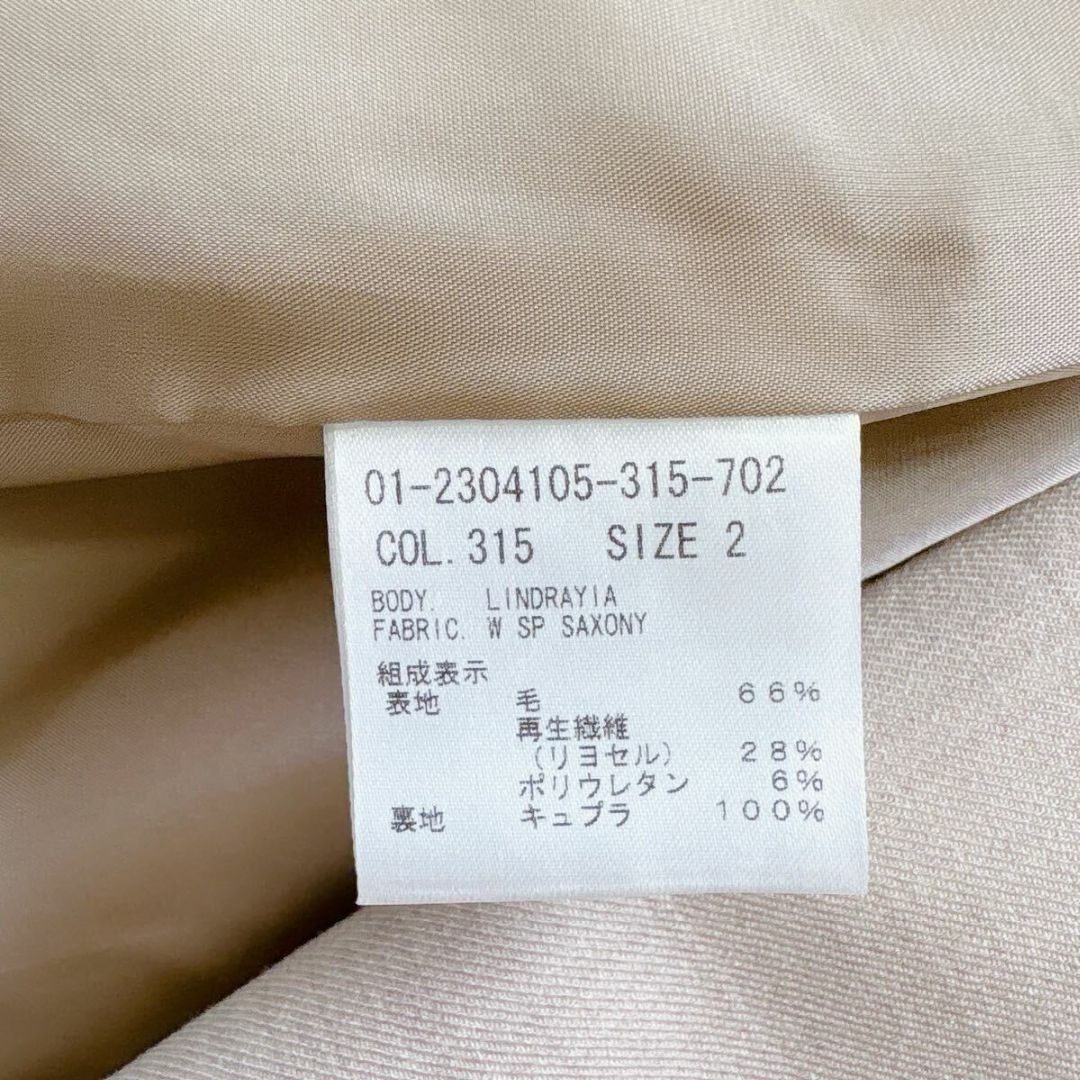 01-2304105-315-702
COL. 315 SIZE 2
BODY. LINDRAYIA
FABRIC. W SP SAXONY
組成表示
表地 毛 66%
再生繊維
(リヨセル) 28%
ポリウレタン 6%
裏地 キュプラ 100%